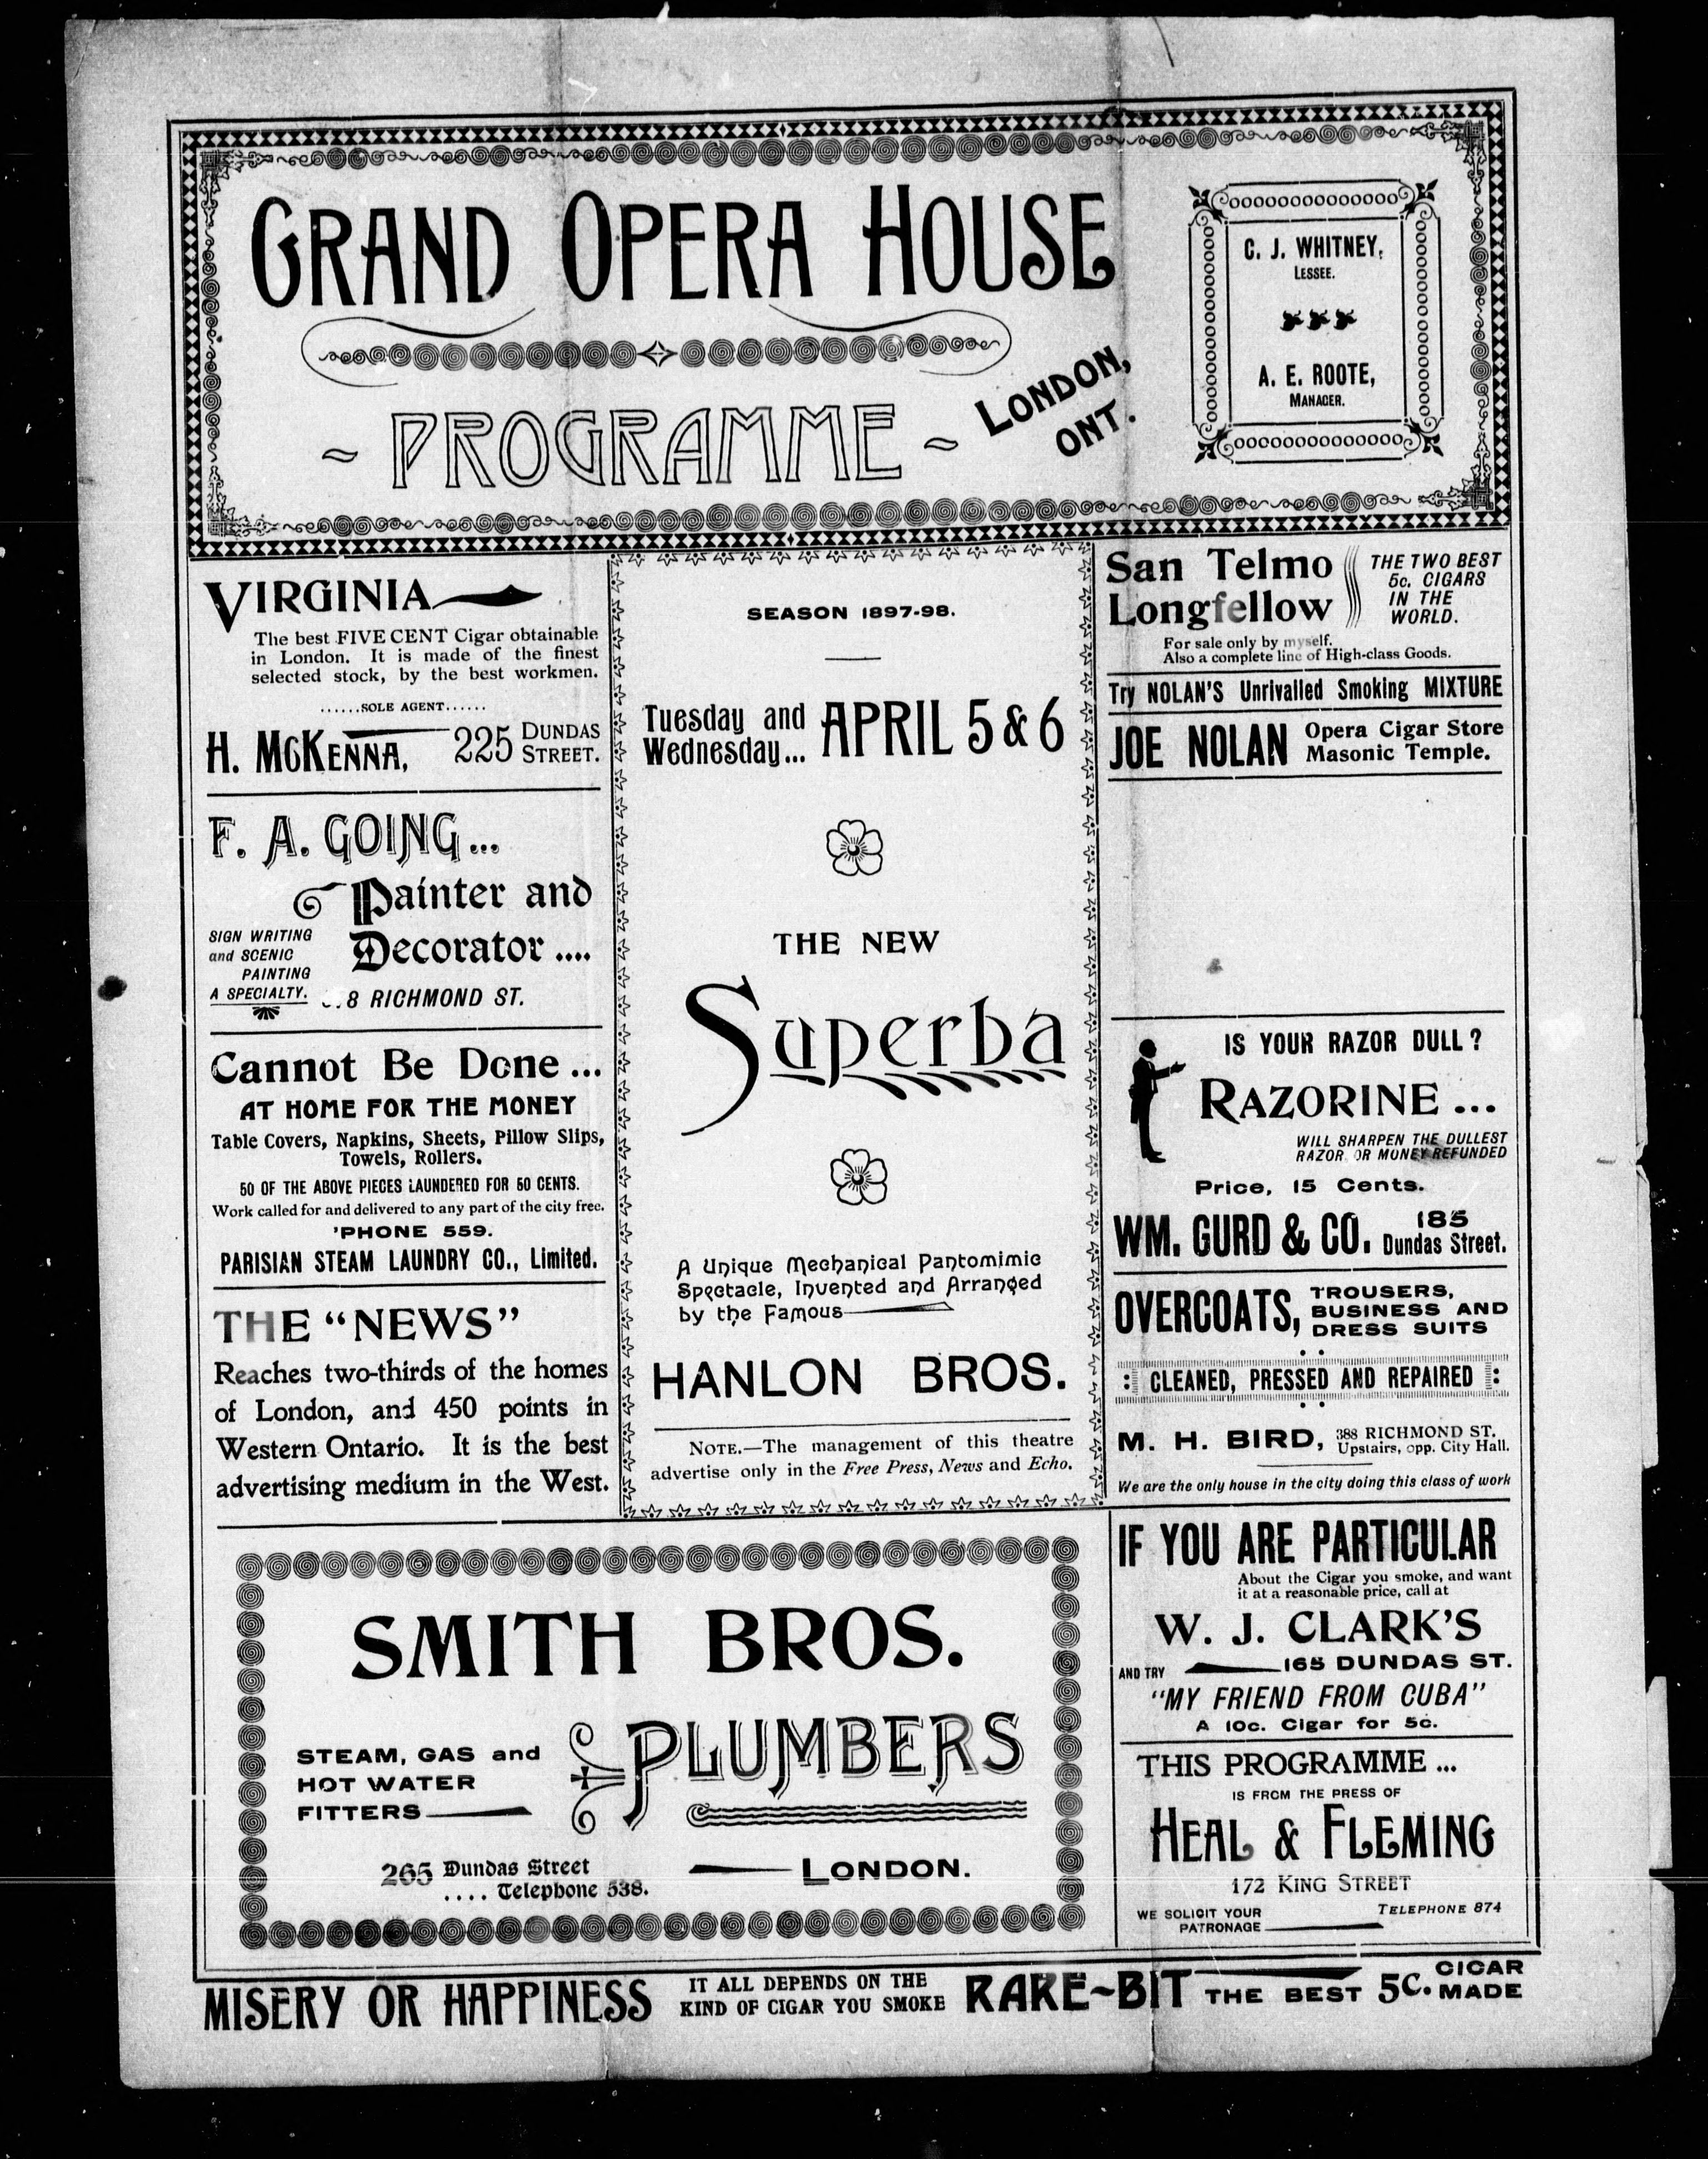 GRAND OPERA HOUSE
~ PROGRAMME ~
LONDON,
ONT.
C. J. WHITNEY,
LESSEE.
A. E. ROOTE,
MANAGER.
VIRGINIA
The best FIVE CENT Cigar obtainable
in London. It is made of the finest
selected stock, by the best workmen.
......SOLE AGENT......
H. MCKENNA, 225 DUNDAS
STREET.
F. A. GOING...
Painter and
Decorator ....
SIGN WRITING
and SCENIC
PAINTING
A SPECIALTY.
8 RICHMOND ST.
Cannot Be Done ...
AT HOME FOR THE MONEY
Table Covers, Napkins, Sheets, Pillow Slips,
Towels, Rollers.
50 OF THE ABOVE PIECES LAUNDERED FOR 50 CENTS.
Work called for and delivered to any part of the city free.
'PHONE 559.
PARISIAN STEAM LAUNDRY CO., Limited.
THE "NEWS"
Reaches two-thirds of the homes
of London, and 450 points in
Western Ontario. It is the best
advertising medium in the West.
SEASON 1897-98.
Tuesday and
Wednesday... APRIL 5 & 6
THE NEW
Superba
A Unique Mechanical Pantomimic
Spectacle, Invented and Arranged
by the Famous
HANLON BROS.
NOTE.—The management of this theatre
advertise only in the Free Press, News and Echo.
San Telmo
Longfellow
THE TWO BEST
5c. CIGARS
IN THE
WORLD.
For sale only by myself.
Also a complete line of High-class Goods.
Try NOLAN'S Unrivalled Smoking MIXTURE
JOE NOLAN Opera Cigar Store
Masonic Temple.
IS YOUR RAZOR DULL?
RAZORINE ...
WILL SHARPEN THE DULLEST
RAZOR OR MONEY REFUNDED
Price, 15 Cents.
WM. GURD & CO. 185
Dundas Street.
OVERCOATS, TROUSERS,
BUSINESS AND
DRESS SUITS
: CLEANED, PRESSED AND REPAIRED :
M. H. BIRD, 388 RICHMOND ST.
Upstairs, opp. City Hall.
We are the only house in the city doing this class of work
SMITH BROS.
PLUMBERS
STEAM, GAS and
HOT WATER
FITTERS
265 Dundas Street
.... Telephone 538.
LONDON.
IF YOU ARE PARTICULAR
About the Cigar you smoke, and want
it at a reasonable price, call at
W. J. CLARK'S
165 DUNDAS ST.
AND TRY
"MY FRIEND FROM CUBA"
A 10c. Cigar for 5c.
THIS PROGRAMME ...
IS FROM THE PRESS OF
HEAL & FLEMING
172 KING STREET
WE SOLICIT YOUR
PATRONAGE
TELEPHONE 874
MISERY OR HAPPINESS IT ALL DEPENDS ON THE
KIND OF CIGAR YOU SMOKE RARE-BIT THE BEST 5C. CIGAR
MADE